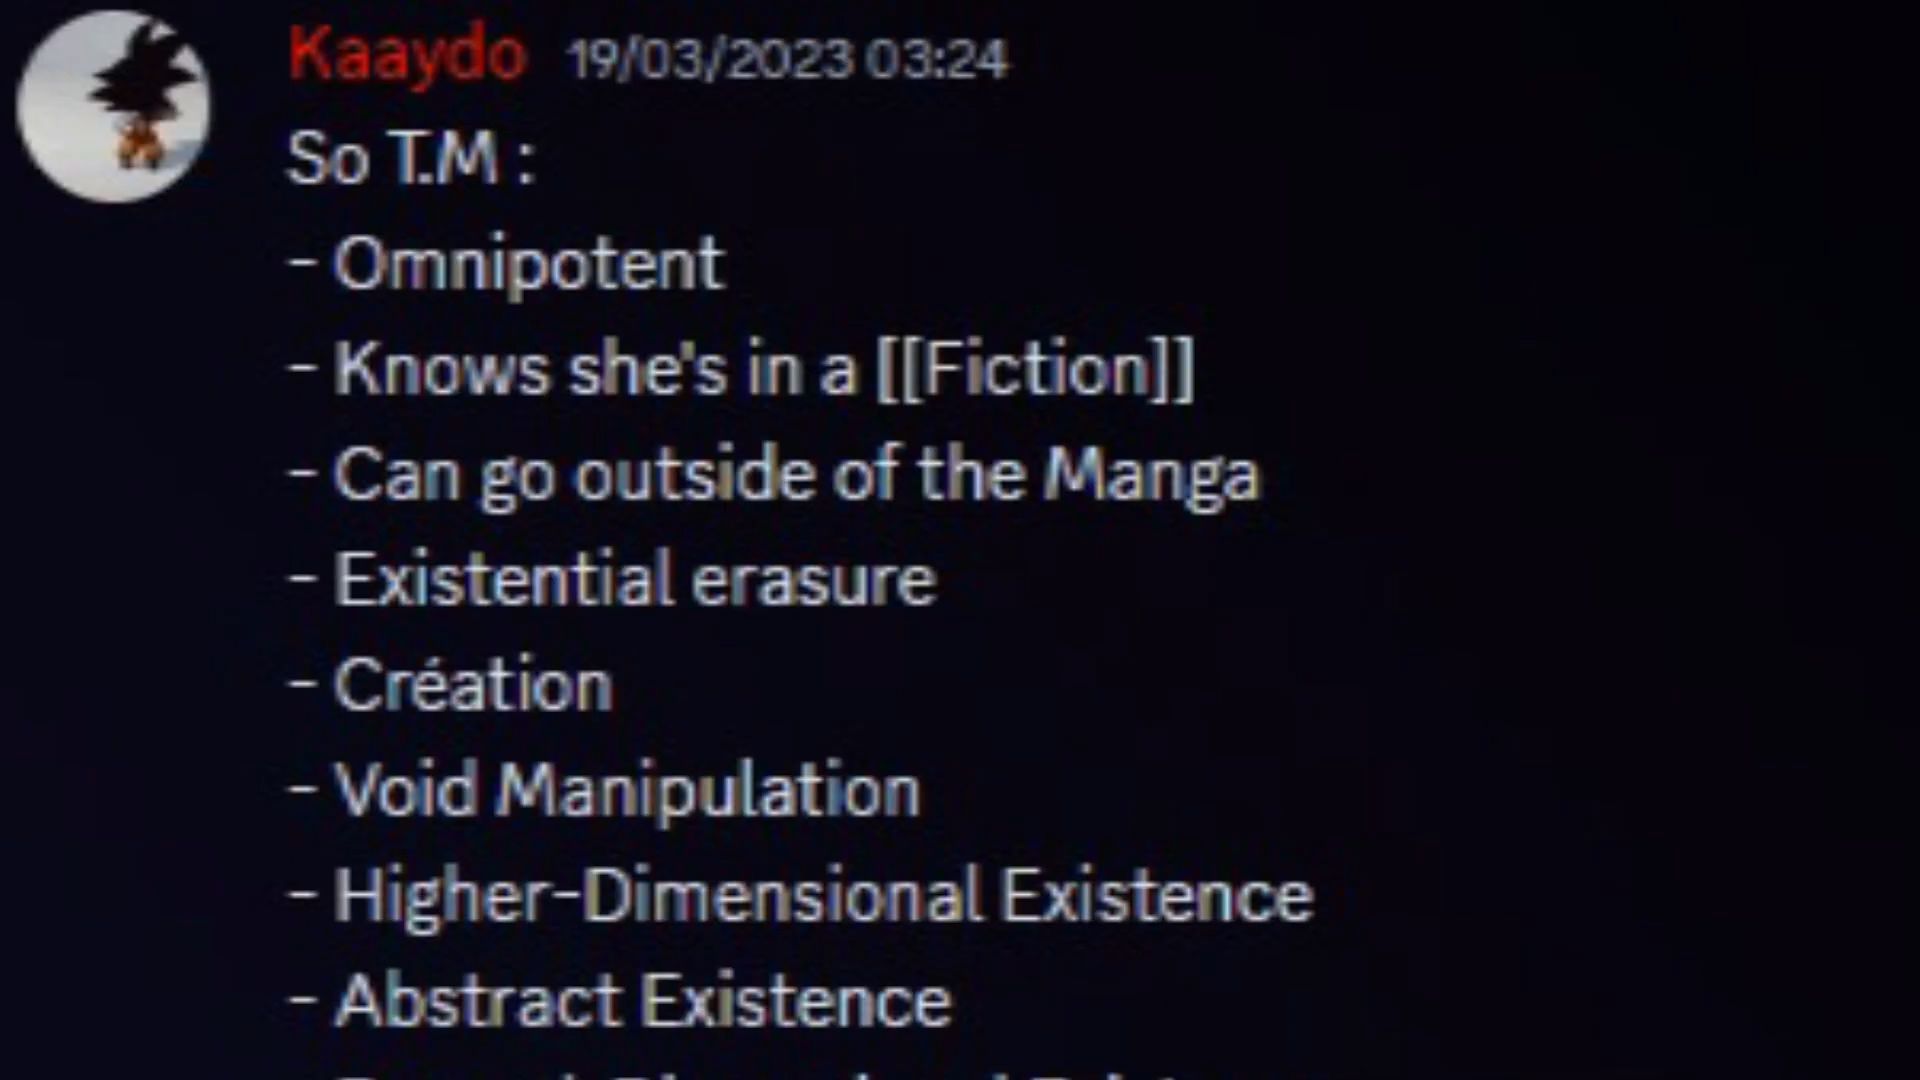 Kaaydo 19/03/2023 03:24
So T.M :
- Omnipotent
- Knows she's in a [[Fiction]]
- Can go outside of the Manga
- Existential erasure
- Création
- Void Manipulation
- Higher-Dimensional Existence
- Abstract Existence